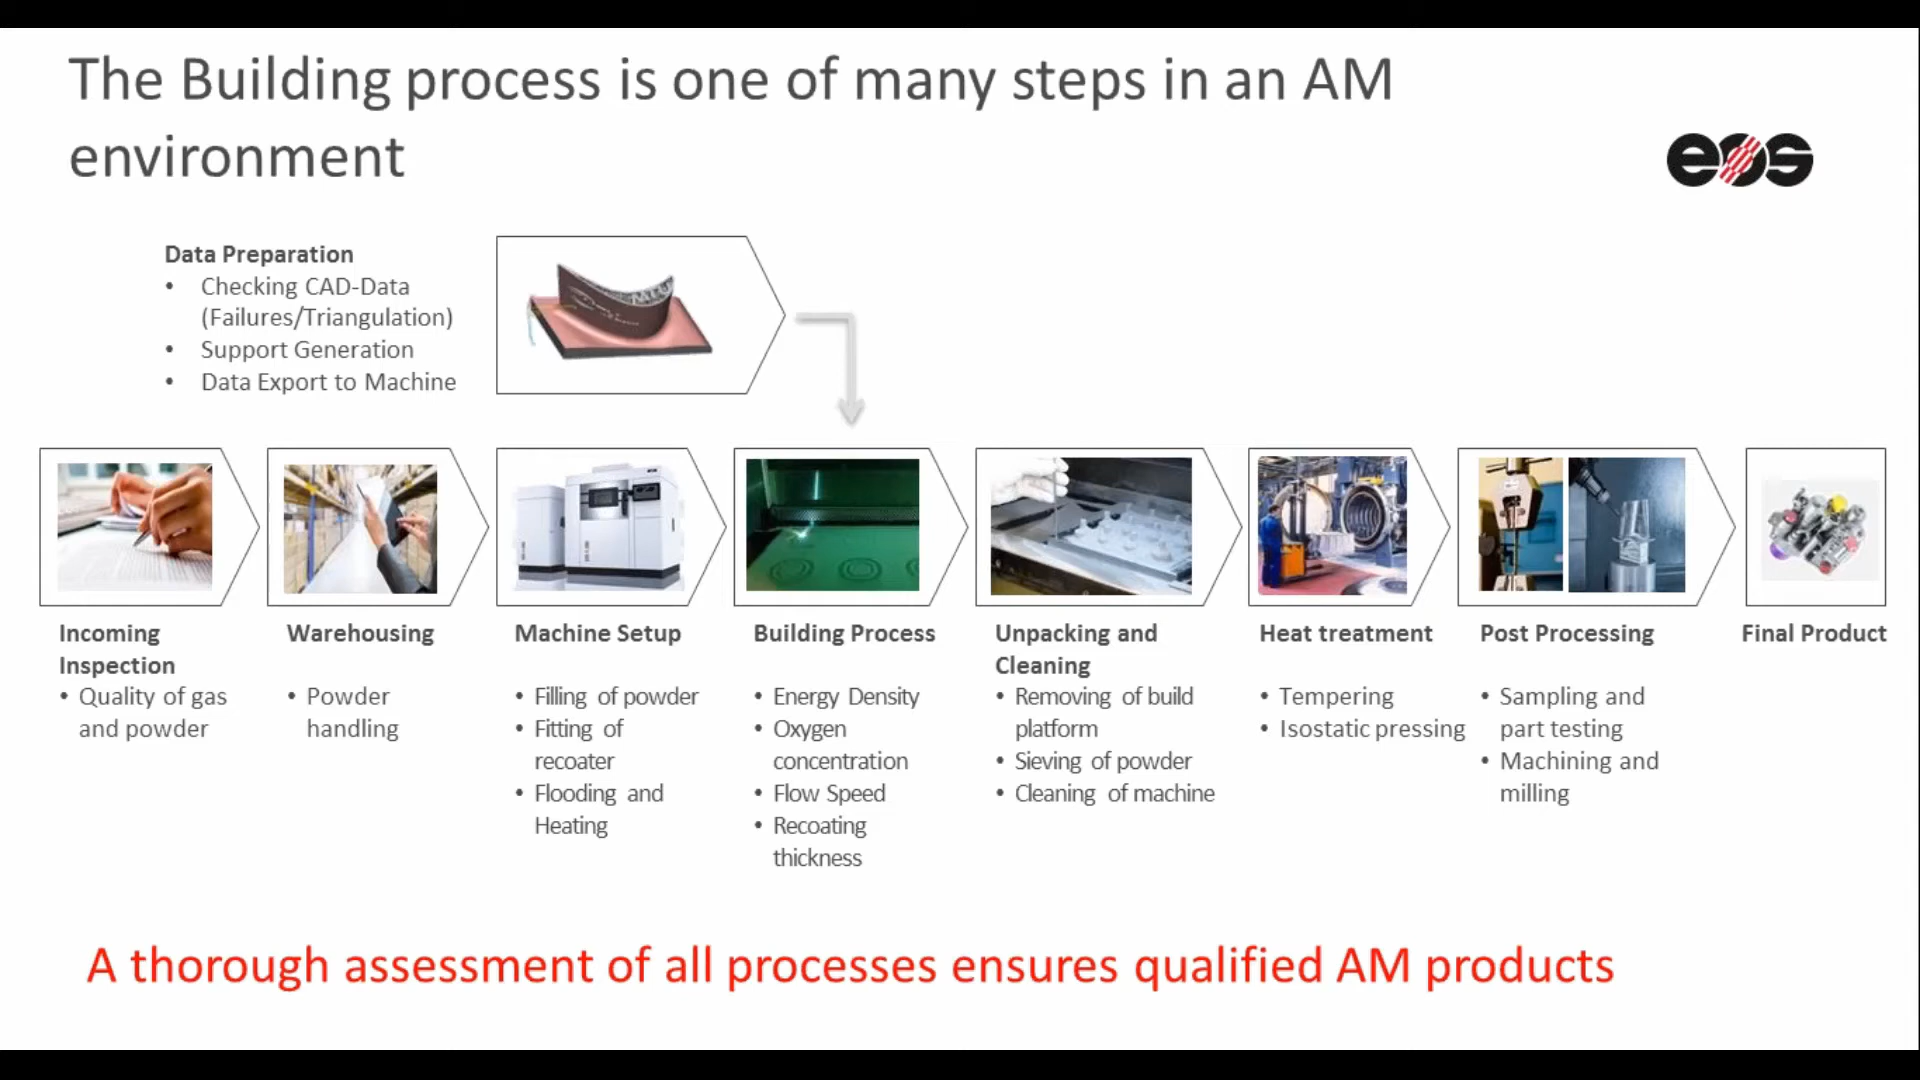 The Building process is one of many steps in an AM
environment
eos
Data Preparation
• Checking CAD-Data
(Failures/Triangulation)
• Support Generation
• Data Export to Machine
Incoming
Inspection
• Quality of gas
and powder
Warehousing
• Powder
handling
Machine Setup
• Filling of powder
• Fitting of
recoater
• Flooding and
Heating
Building Process
• Energy Density
• Oxygen
concentration
• Flow Speed
• Recoating
thickness
Unpacking and
Cleaning
• Removing of build
platform
• Sieving of powder
• Cleaning of machine
Heat treatment
• Tempering
• Isostatic pressing
Post Processing
• Sampling and
part testing
• Machining and
milling
Final Product
A thorough assessment of all processes ensures qualified AM products